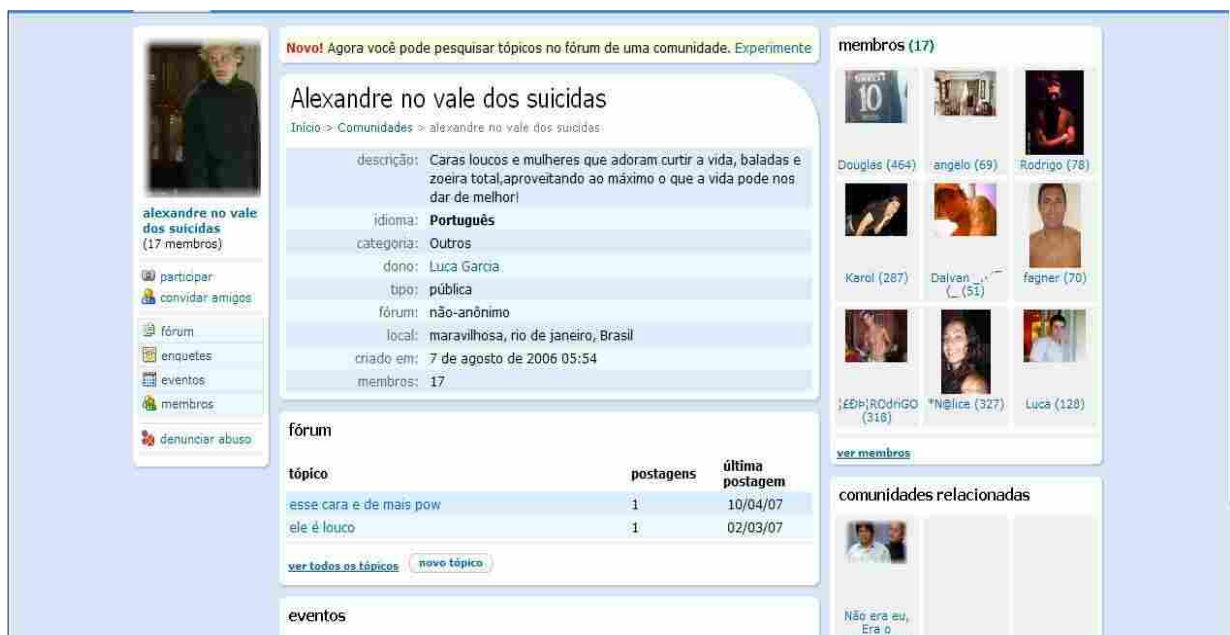 alexandre no vale
dos suicidas
(17 membros)
participar
convidar amigos
fórum
enquetes
eventos
membros
denunciar abuso
Novo! Agora você pode pesquisar tópicos no fórum de uma comunidade. Experimente
Alexandre no vale dos suicidas
Início > Comunidades > alexandre no vale dos suicidas
descrição: Caras loucos e mulheres que adoram curtir a vida, baladas e
zoeira total,aproveitando ao máximo o que a vida pode nos
dar de melhor!
idioma: Português
categoria: Outros
dono: Luca Garcia
tipo: pública
fórum: não-anônimo
local: maravilhosa, rio de janeiro, Brasil
criado em: 7 de agosto de 2006 05:54
membros: 17
fórum
tópico postagens última
postagem
esse cara e de mais pow 1 10/04/07
ele é louco 1 02/03/07
ver todos os tópicos novo tópico
eventos
membros (17)
10
Douglas (464) angelo (69) Rodrigo (78)
Karol (287) Dalvan (51) fagner (70)
¦££Þ¦ROdriGO (318) *N@lice (327) Luca (128)
ver membros
comunidades relacionadas
Não era eu,
Era o